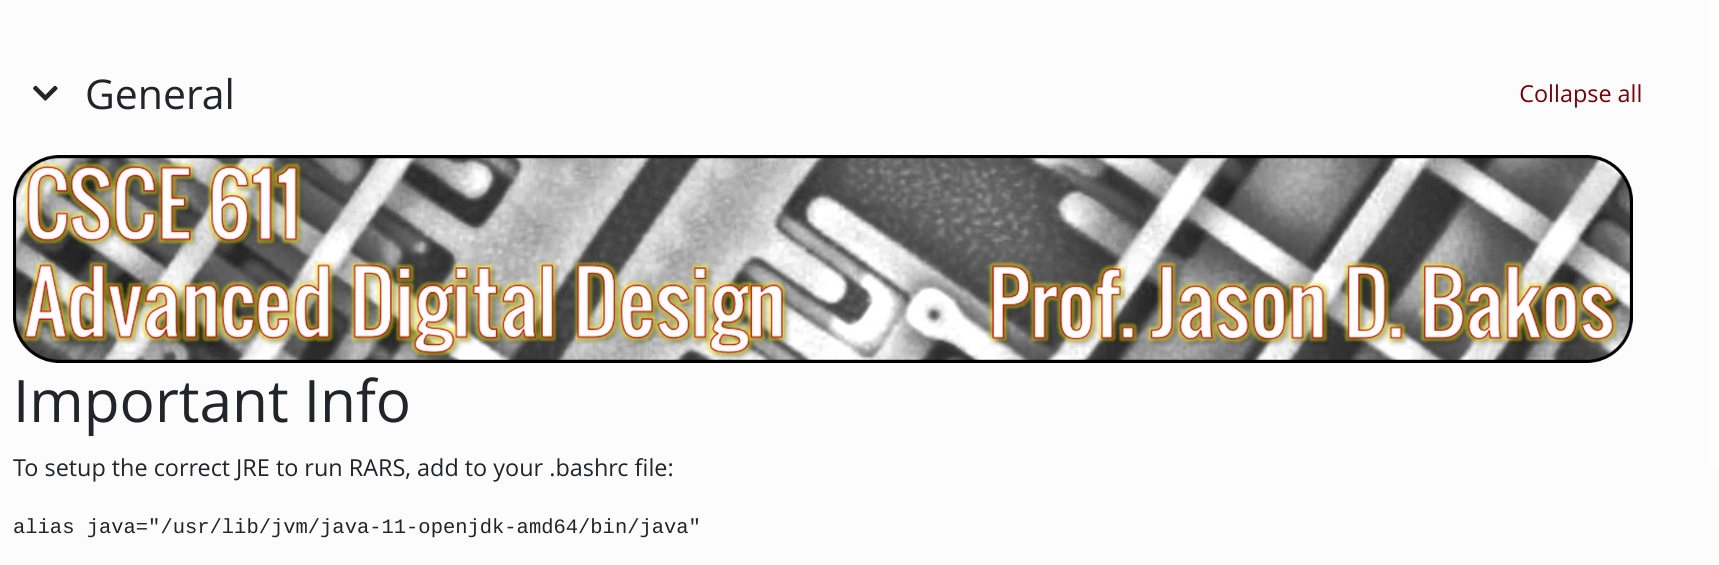 General
Collapse all
CSCE 611
Advanced Digital Design
Prof. Jason D. Bakos
Important Info
To setup the correct JRE to run RARS, add to your .bashrc file:
alias java="/usr/lib/jvm/java-11-openjdk-amd64/bin/java"